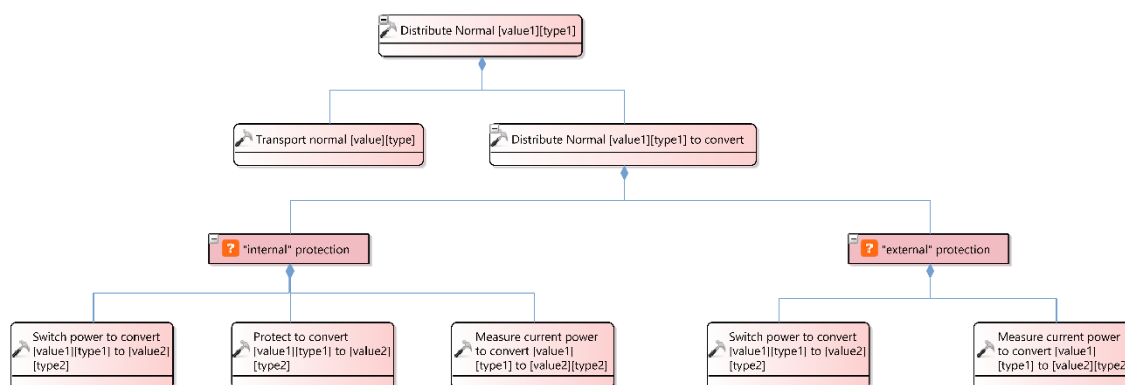 Distribute Normal [value1][type1]
Transport normal [value][type]
Distribute Normal [value1][type1] to convert
"internal" protection
"external" protection
Switch power to convert
|value1||type1| to |value2|
[type2]
Protect to convert
|value1||type1| to |value2|
[type2]
Measure current power
to convert |value1|
[type1] to [value2][type2]
Switch power to convert
|value1||type1| to |value2|
[type2]
Measure current power
to convert |value1|
[type1] to [value2][type2]